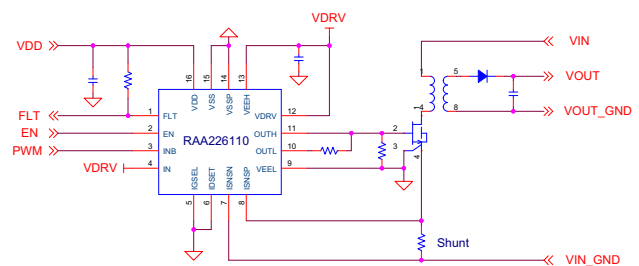 VDRV
VDD
VIN
16
15
14
13
1
5
VOUT
VDD
VSS
VSSP
VEEH
FLT
1
FLT
VDRV
12
4
8
VOUT_GND
EN
2
EN
OUTH
11
2
1
PWM
3
INB
RAA226110
OUTL
10
3
VDRV
4
IN
VEEL
9
4
IGSEL
IDSET
ISNSN
ISNSP
5
6
7
8
Shunt
VIN_GND